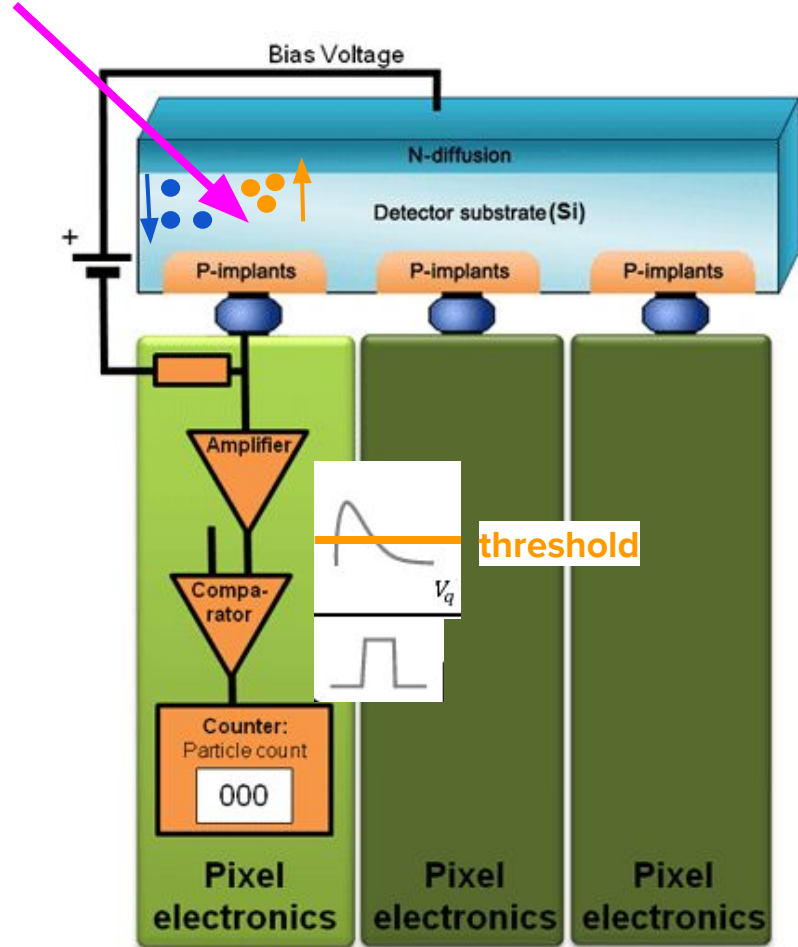 Bias Voltage
N-diffusion
Detector substrate(Si)
+
P-implants
P-implants
P-implants
Amplifier
threshold
V_q
Compa-
rator
Counter:
Particle count
000
Pixel
electronics
Pixel
electronics
Pixel
electronics